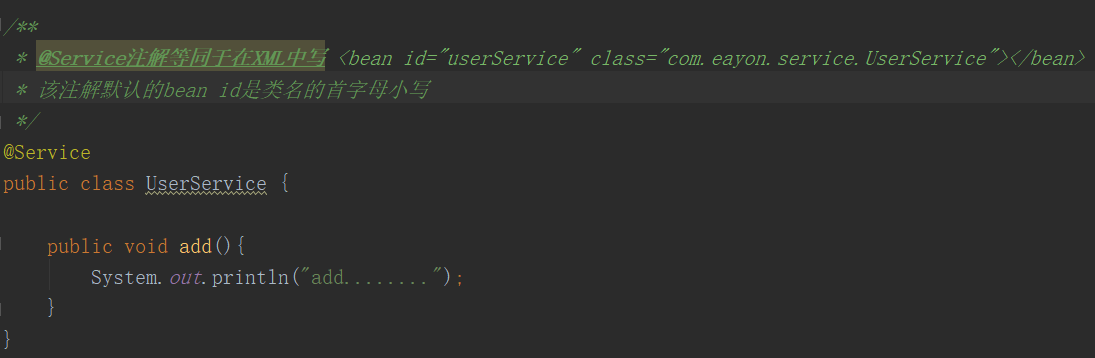 /**
* @Service注解等同于在XML中写 <bean id="userService" class="com.eayon.service.UserService"></bean>
* 该注解默认的bean id是类名的首字母小写
*/
@Service
public class UserService {
public void add(){
System.out.println("add........");
}
}